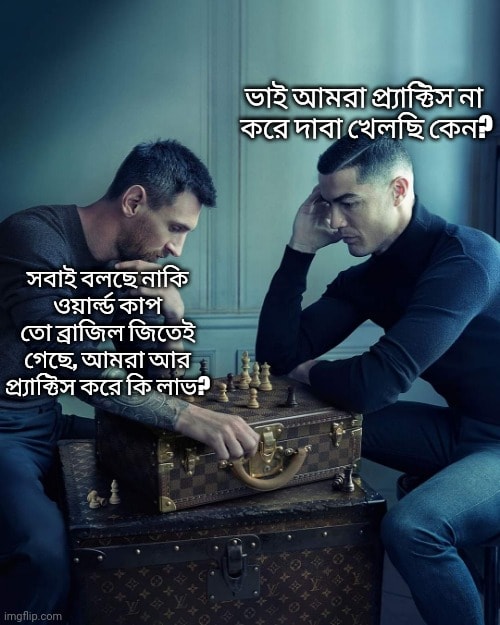 ভাই আমরা প্র্যাক্টিস না
করে দাবা খেলছি কেন?
সবাই বলছে নাকি
ওয়ার্ল্ড কাপ
তো ব্রাজিল জিতেই
গেছে, আমরা আর
প্র্যাক্টিস করে কি লাভ?
imgflip.com